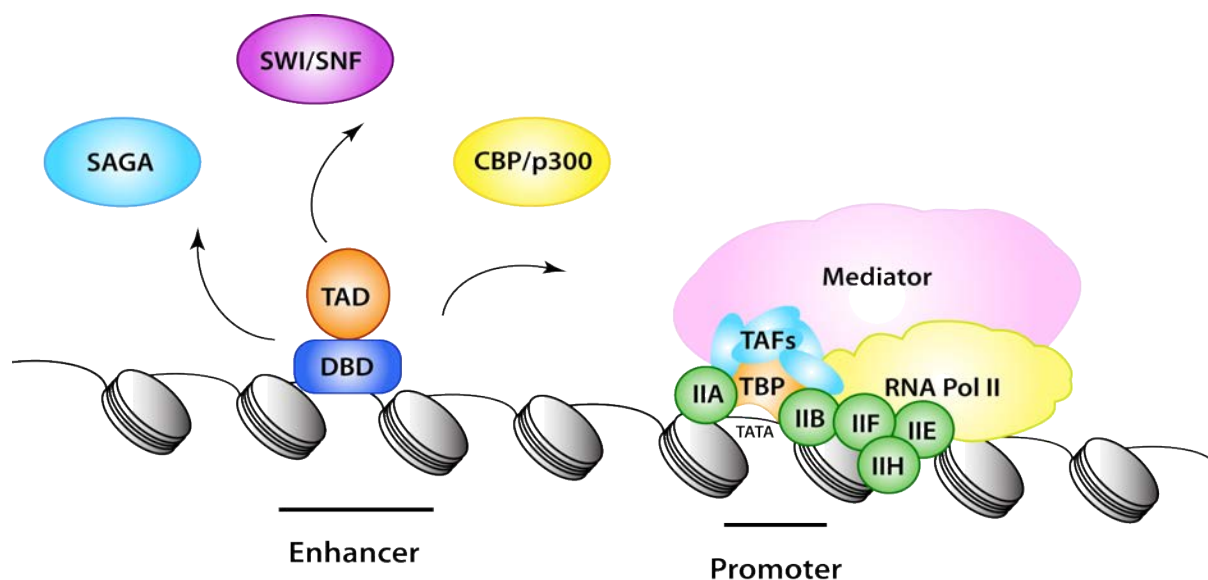 SWI/SNF
SAGA
CBP/p300
TAD
Mediator
DBD
TAFs
IIA
TBP
RNA Pol II
TATA
IIB
IIF
IIE
IIH
Enhancer
Promoter